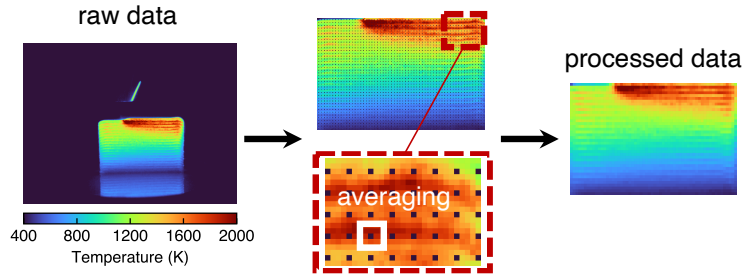 raw data
processed data
averaging
400 800 1200 1600 2000
Temperature (K)